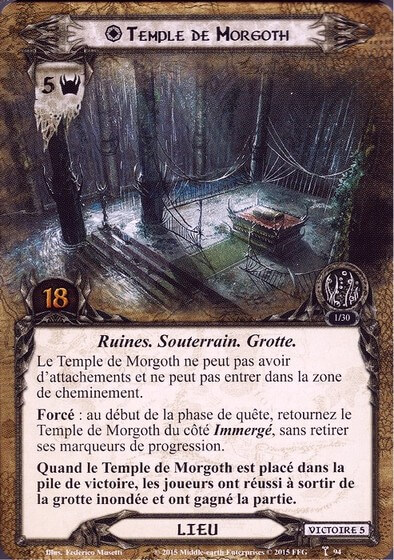 TEMPLE DE MORGOTH
5
18
1/30
Ruines. Souterrain. Grotte.
Le Temple de Morgoth ne peut pas avoir
d'attachements et ne peut pas entrer dans la zone
de cheminement.
Forcé : au début de la phase de quête, retournez le
Temple de Morgoth du côté Immergé, sans retirer
ses marqueurs de progression.
Quand le Temple de Morgoth est placé dans la
pile de victoire, les joueurs ont réussi à sortir de
la grotte inondée et ont gagné la partie.
LIEU
VICTOIRE 5
Illus. Federico Musetti © 2015 Middle-earth Enterprises © 2015 FFG 94